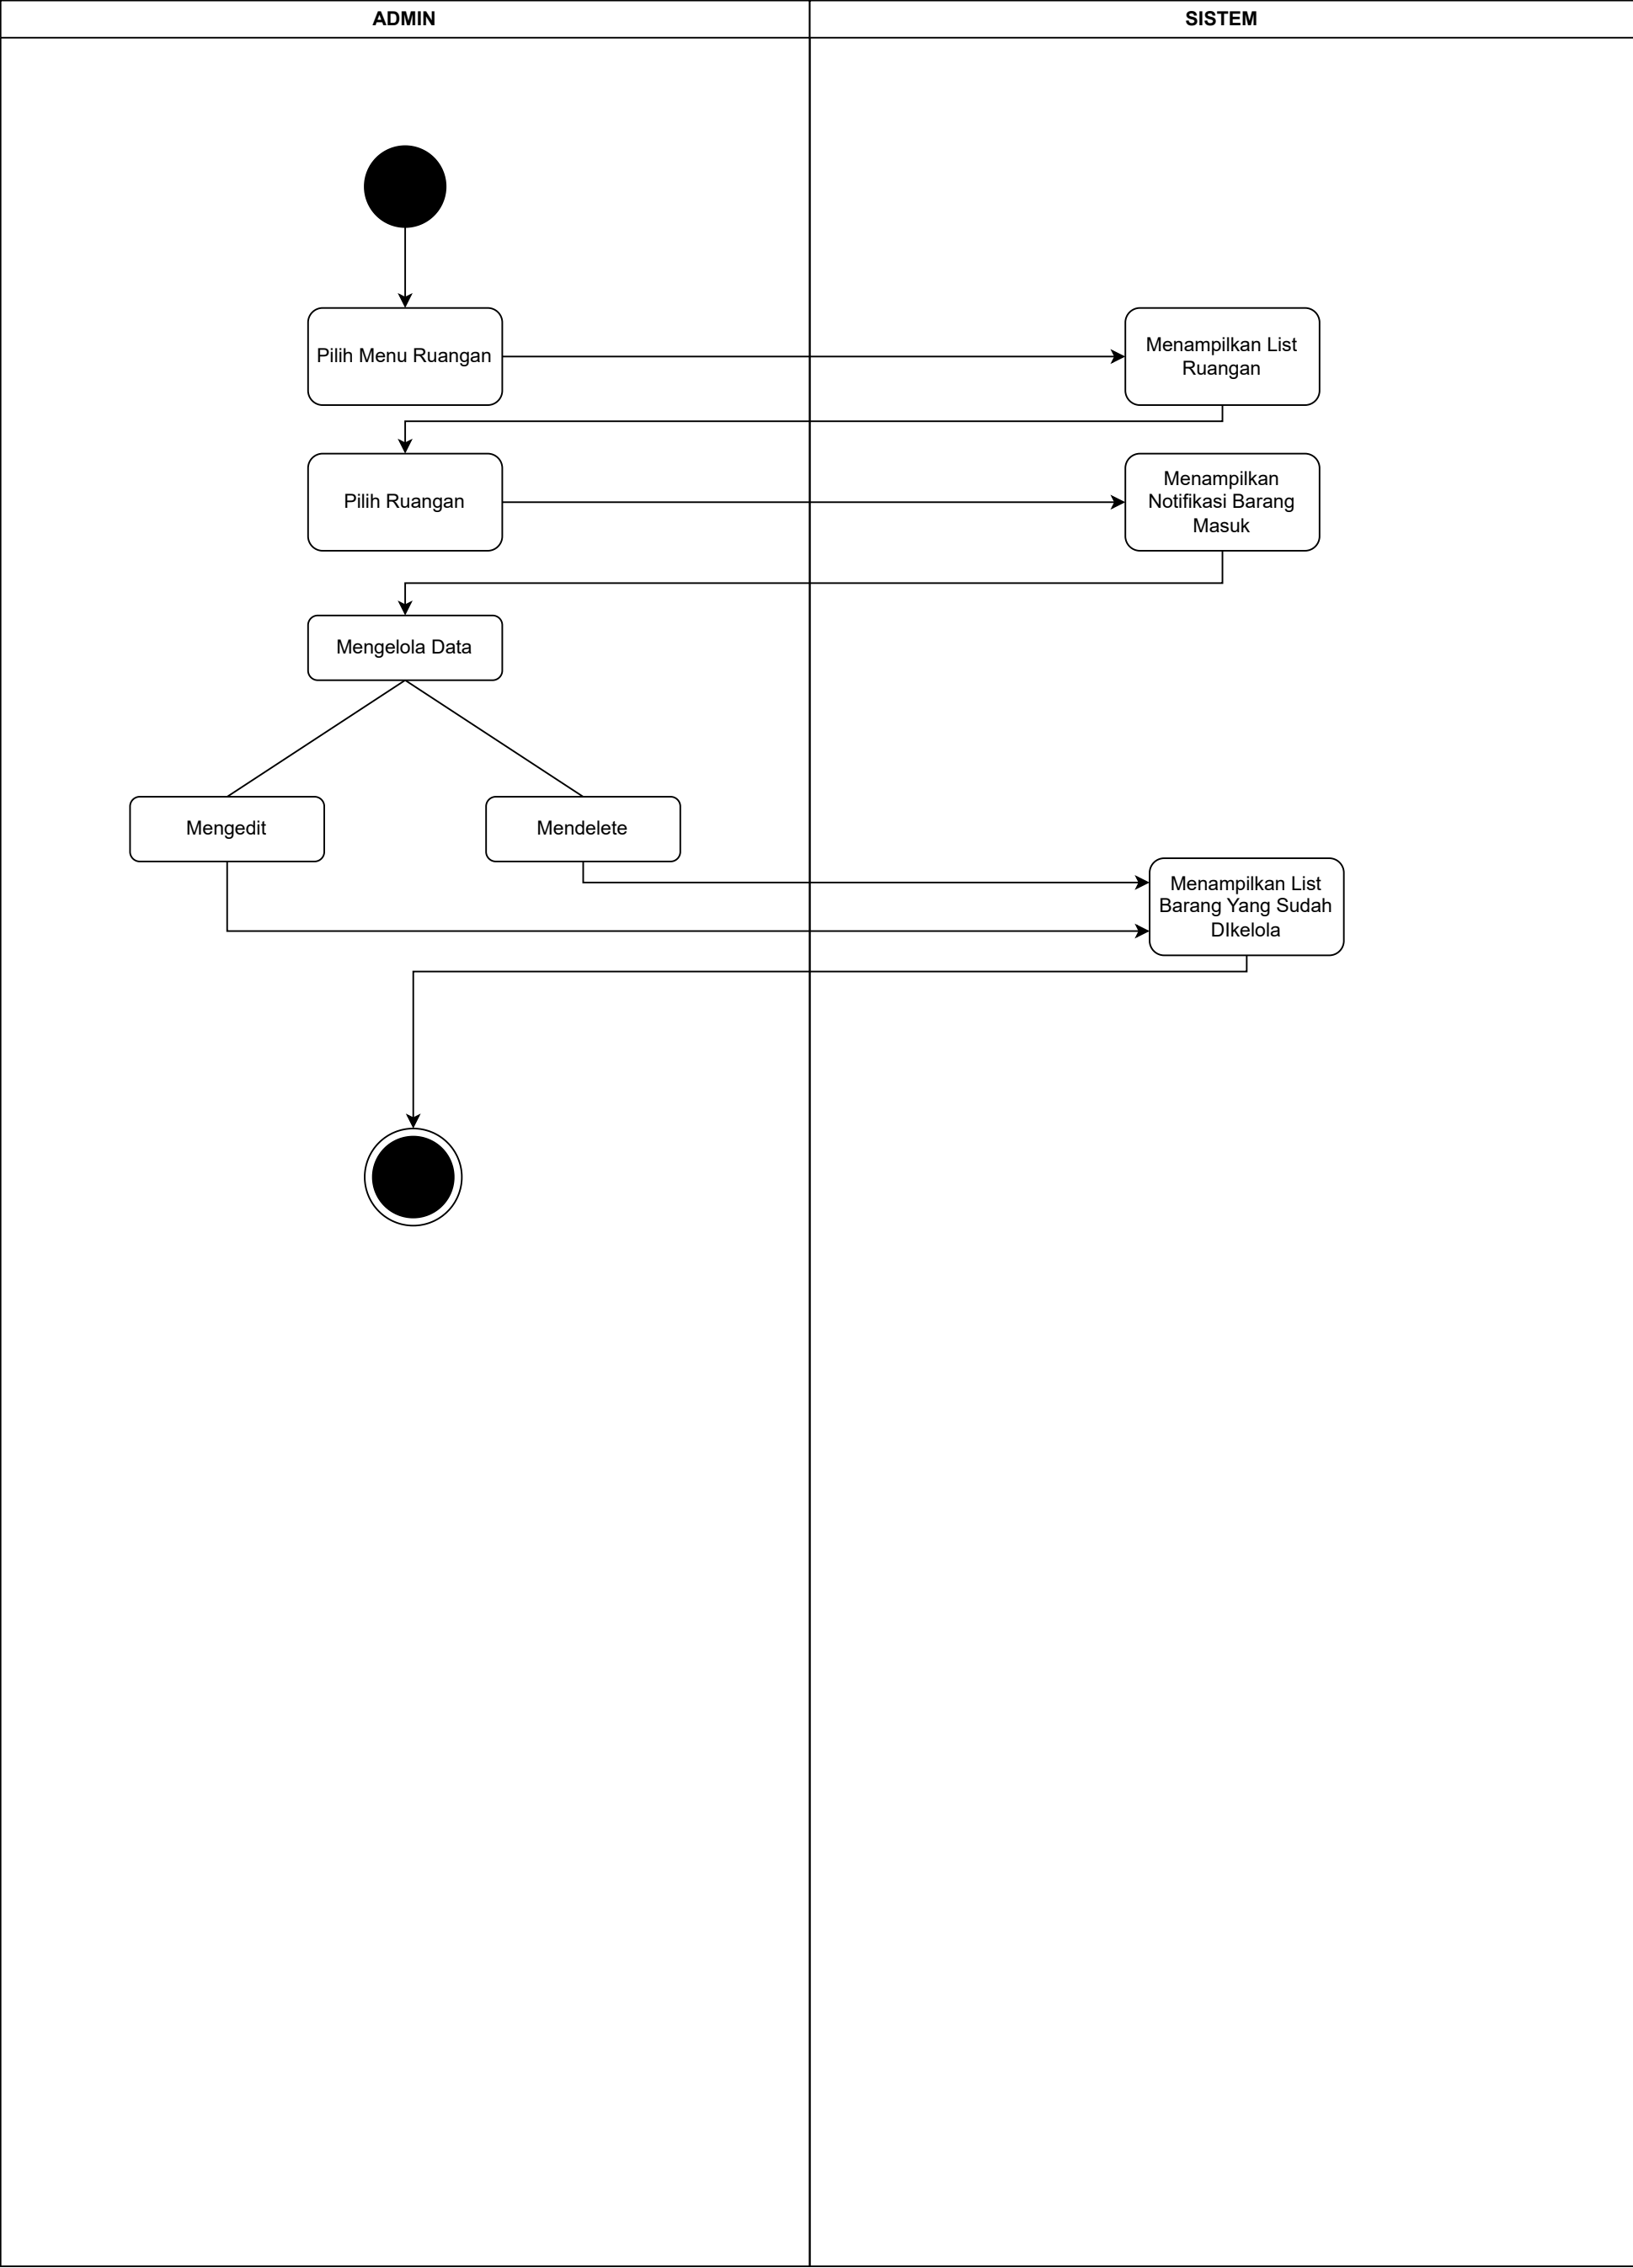 ADMIN
SISTEM
Pilih Menu Ruangan
Menampilkan List
Ruangan
Pilih Ruangan
Menampilkan
Notifikasi Barang
Masuk
Mengelola Data
Mengedit
Mendelete
Menampilkan List
Barang Yang Sudah
DIkelola